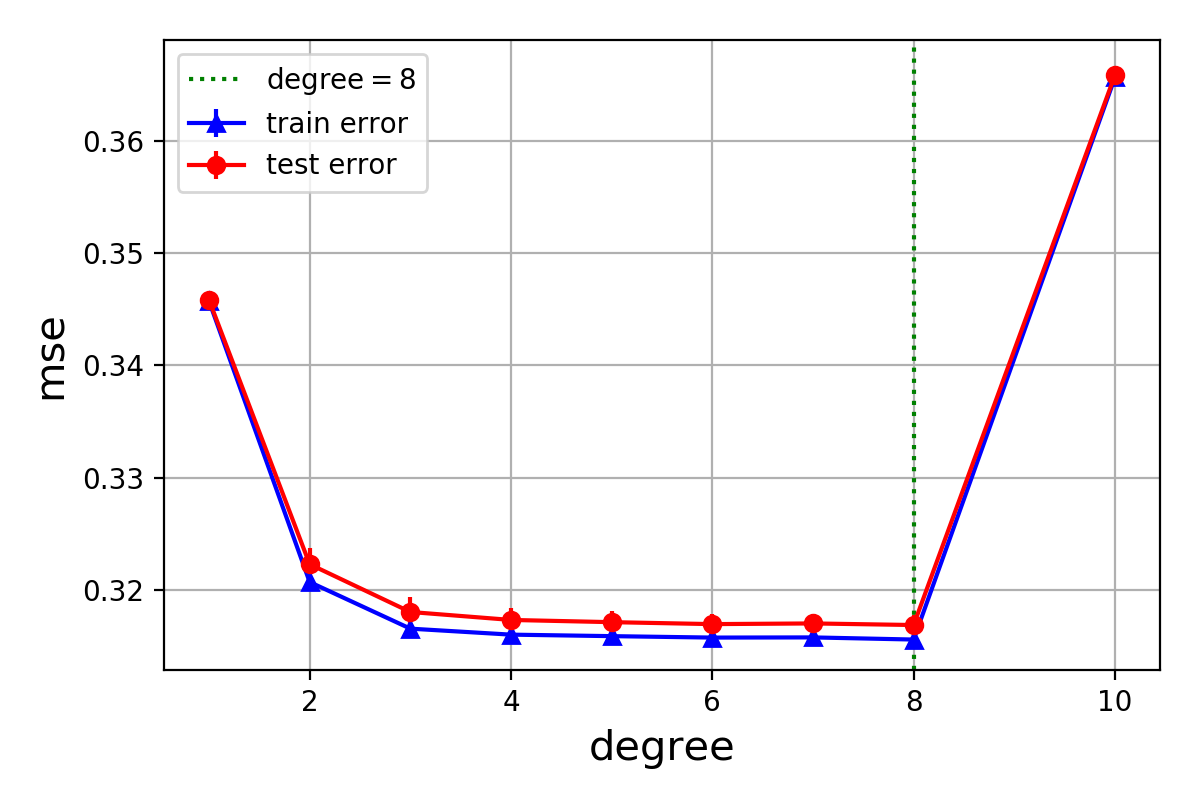 degree = 8
train error
test error
0.36
0.35
0.34
0.33
0.32
mse
2 4 6 8 10
degree